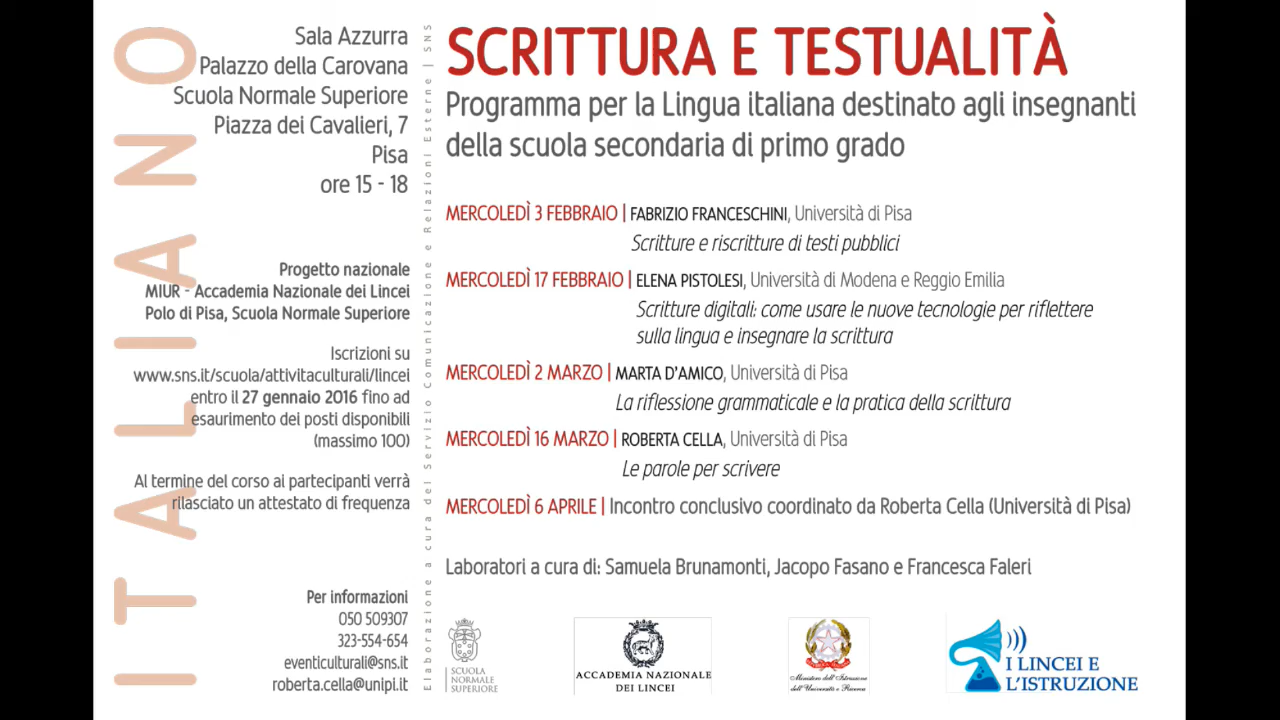 ITALIANO
Sala Azzurra
Palazzo della Carovana
Scuola Normale Superiore
Piazza dei Cavalieri, 7
Pisa
ore 15 - 18
Progetto nazionale
MIUR - Accademia Nazionale dei Lincei
Polo di Pisa, Scuola Normale Superiore
Iscrizioni su
www.sns.it/scuola/attivitaculturali/lincei
entro il 27 gennaio 2016 fino ad
esaurimento dei posti disponibili
(massimo 100)
Al termine del corso ai partecipanti verrà
rilasciato un attestato di frequenza
Per informazioni
050 509307
323-554-654
eventiculturali@sns.it
roberta.cella@unipi.it
Elaborazione a cura del Servizio Comunicazione e Relazioni Esterne | SNS
SCRITTURA E TESTUALITÀ
Programma per la Lingua italiana destinato agli insegnanti
della scuola secondaria di primo grado
MERCOLEDÌ 3 FEBBRAIO | FABRIZIO FRANCESCHINI, Università di Pisa
Scritture e riscritture di testi pubblici
MERCOLEDÌ 17 FEBBRAIO | ELENA PISTOLESI, Università di Modena e Reggio Emilia
Scritture digitali: come usare le nuove tecnologie per riflettere
sulla lingua e insegnare la scrittura
MERCOLEDÌ 2 MARZO | MARTA D'AMICO, Università di Pisa
La riflessione grammaticale e la pratica della scrittura
MERCOLEDÌ 16 MARZO | ROBERTA CELLA, Università di Pisa
Le parole per scrivere
MERCOLEDÌ 6 APRILE | Incontro conclusivo coordinato da Roberta Cella (Università di Pisa)
Laboratori a cura di: Samuela Brunamonti, Jacopo Fasano e Francesca Faleri
SCUOLA
NORMALE
SUPERIORE
ACCADEMIA NAZIONALE
DEI LINCEI
Ministero dell'Istruzione
dell'Università e Ricerca
I LINCEI E
L'ISTRUZIONE